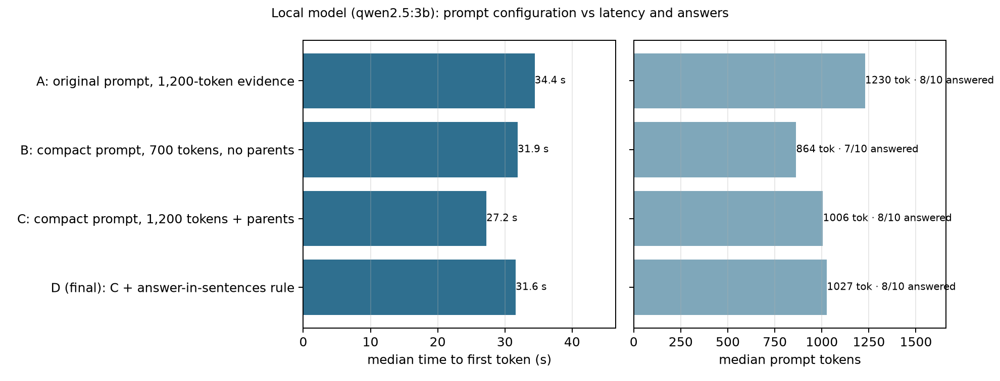 Local model (qwen2.5:3b): prompt configuration vs latency and answers
A: original prompt, 1,200-token evidence
34.4 s
1230 tok · 8/10 answered
B: compact prompt, 700 tokens, no parents
31.9 s
864 tok · 7/10 answered
C: compact prompt, 1,200 tokens + parents
27.2 s
1006 tok · 8/10 answered
D (final): C + answer-in-sentences rule
31.6 s
1027 tok · 8/10 answered
0 10 20 30 40
0 250 500 750 1000 1250 1500
median time to first token (s)
median prompt tokens